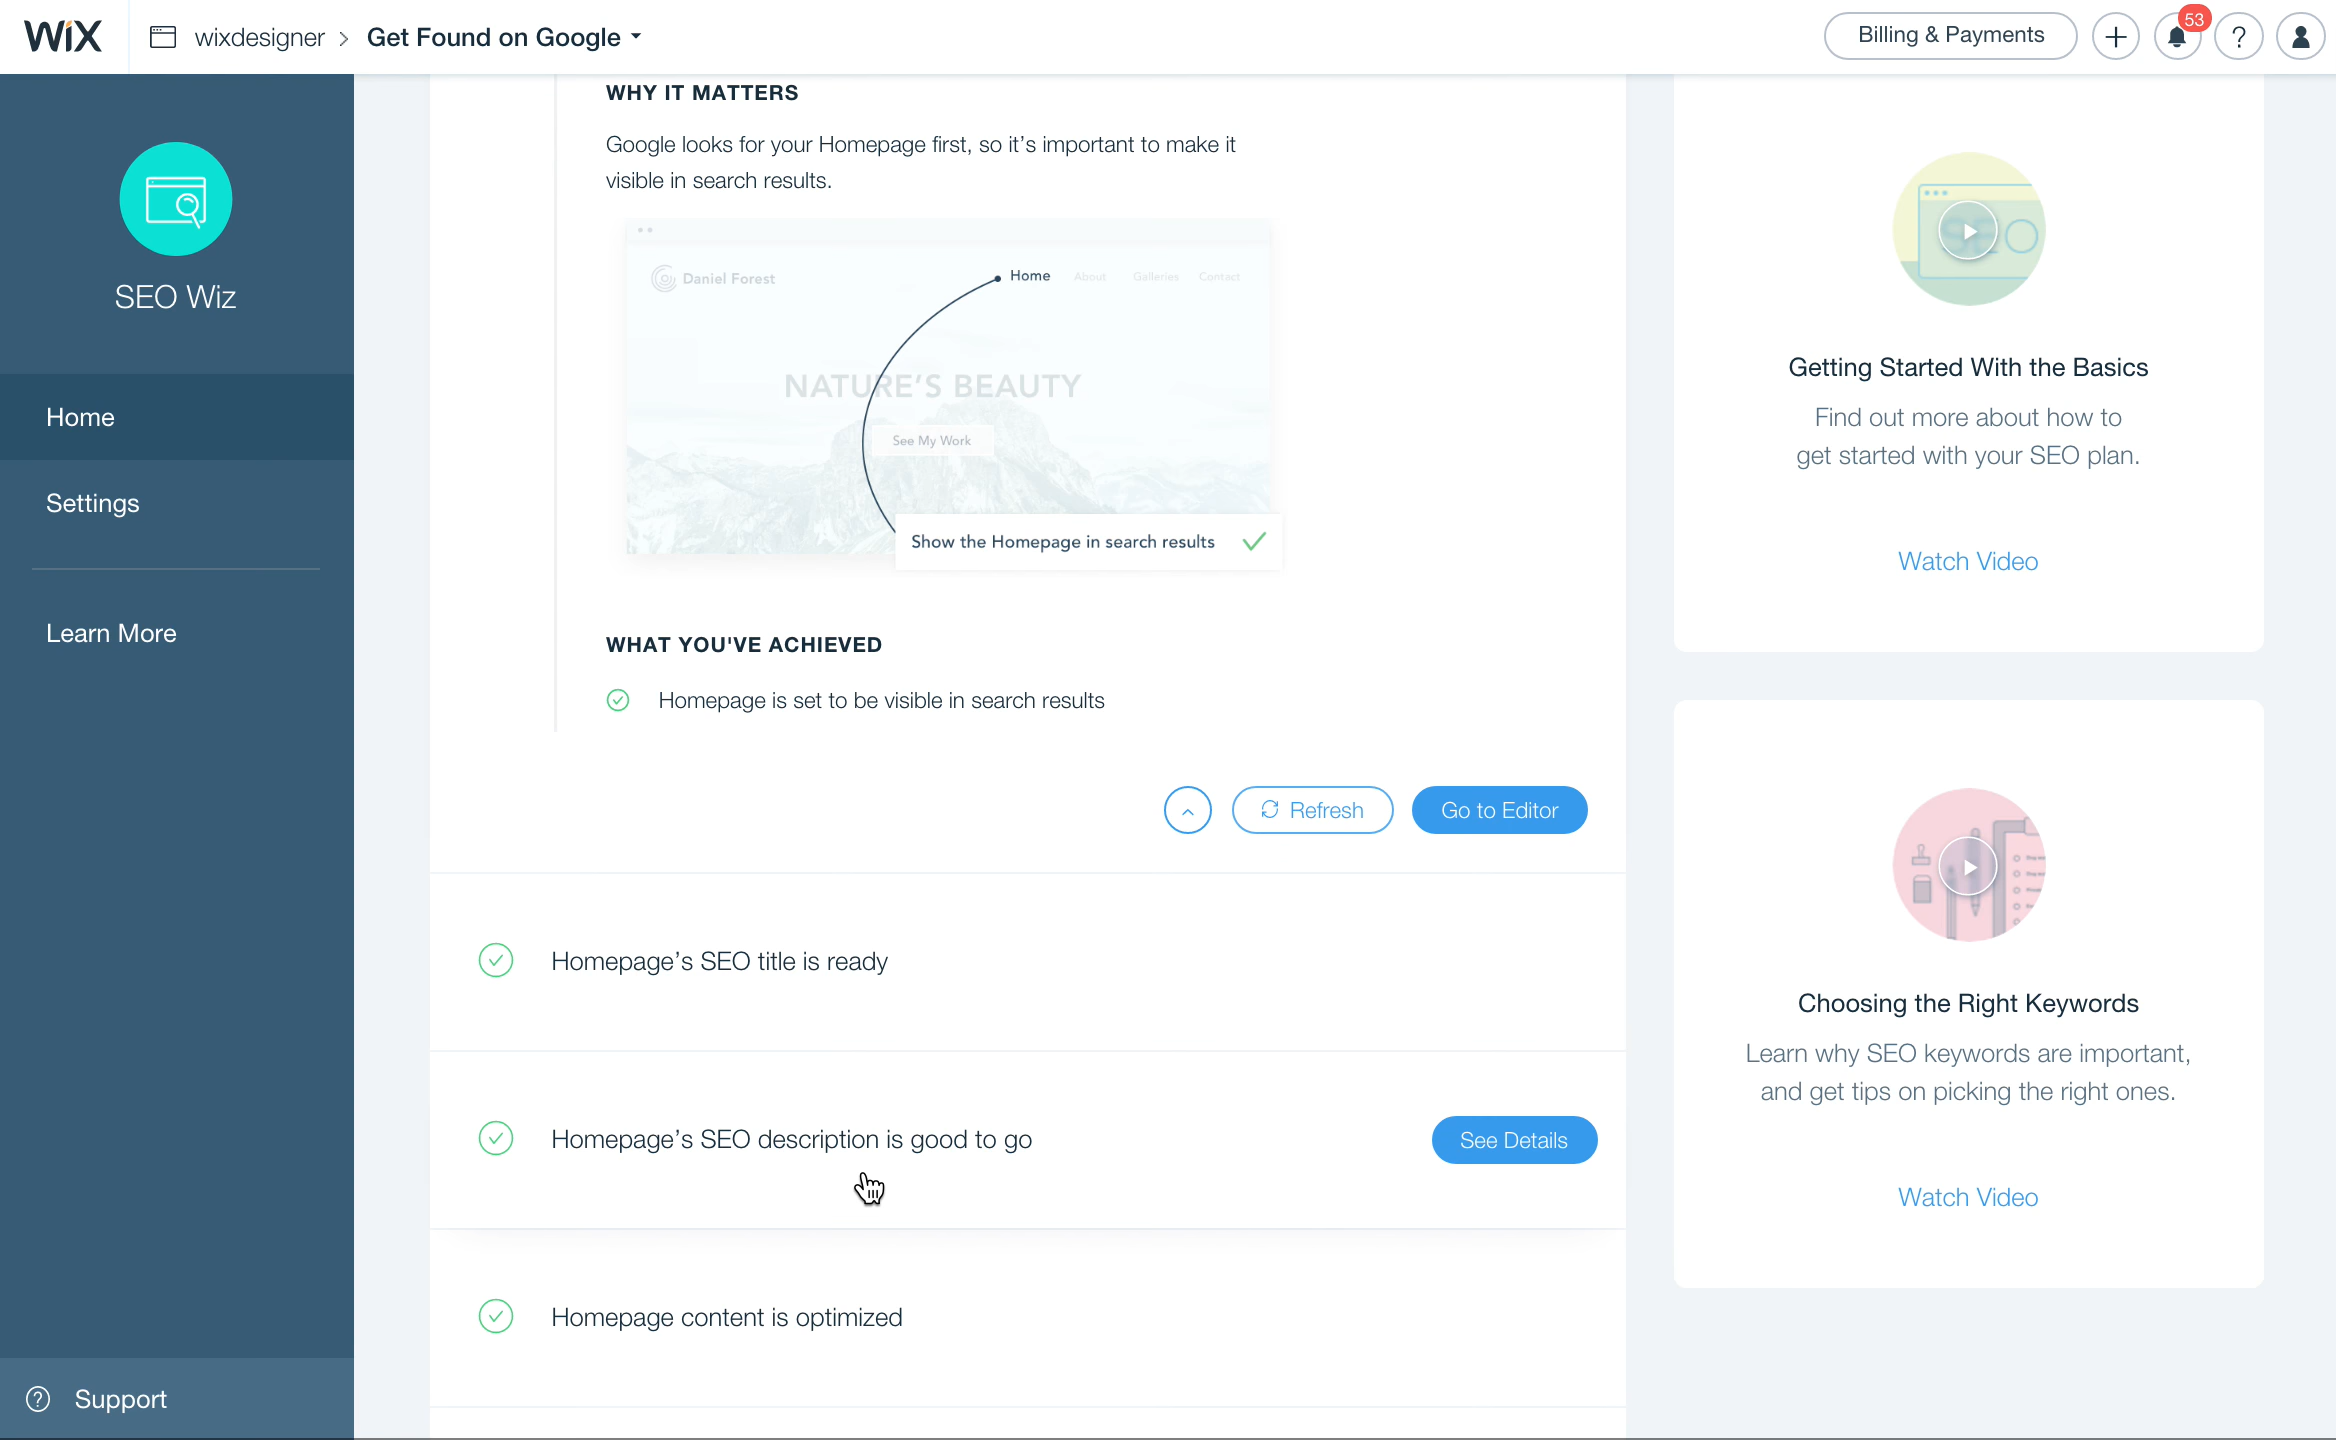 WiX
wixdesigner > Get Found on Google
Billing & Payments
53
?
SEO Wiz
Home
Settings
Learn More
? Support
WHY IT MATTERS
Google looks for your Homepage first, so it’s important to make it
visible in search results.
Daniel Forest
Home About Galleries Contact
NATURE’S BEAUTY
See My Work
Show the Homepage in search results
WHAT YOU'VE ACHIEVED
Homepage is set to be visible in search results
Refresh
Go to Editor
Homepage’s SEO title is ready
Homepage’s SEO description is good to go
See Details
Homepage content is optimized
SEO
Getting Started With the Basics
Find out more about how to
get started with your SEO plan.
Watch Video
Choosing the Right Keywords
Learn why SEO keywords are important,
and get tips on picking the right ones.
Watch Video